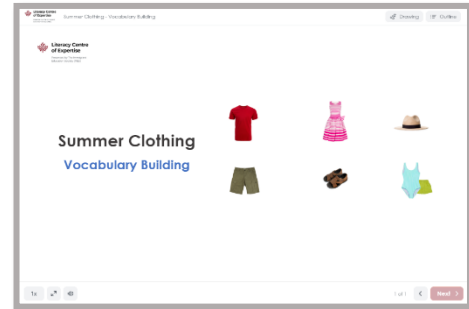 Literacy Centre
of Expertise
Summer Clothing - Vocabulary Building
Drawing
Outline
Literacy Centre
of Expertise
Summer Clothing
Vocabulary Building
1x
1 of 1
Next